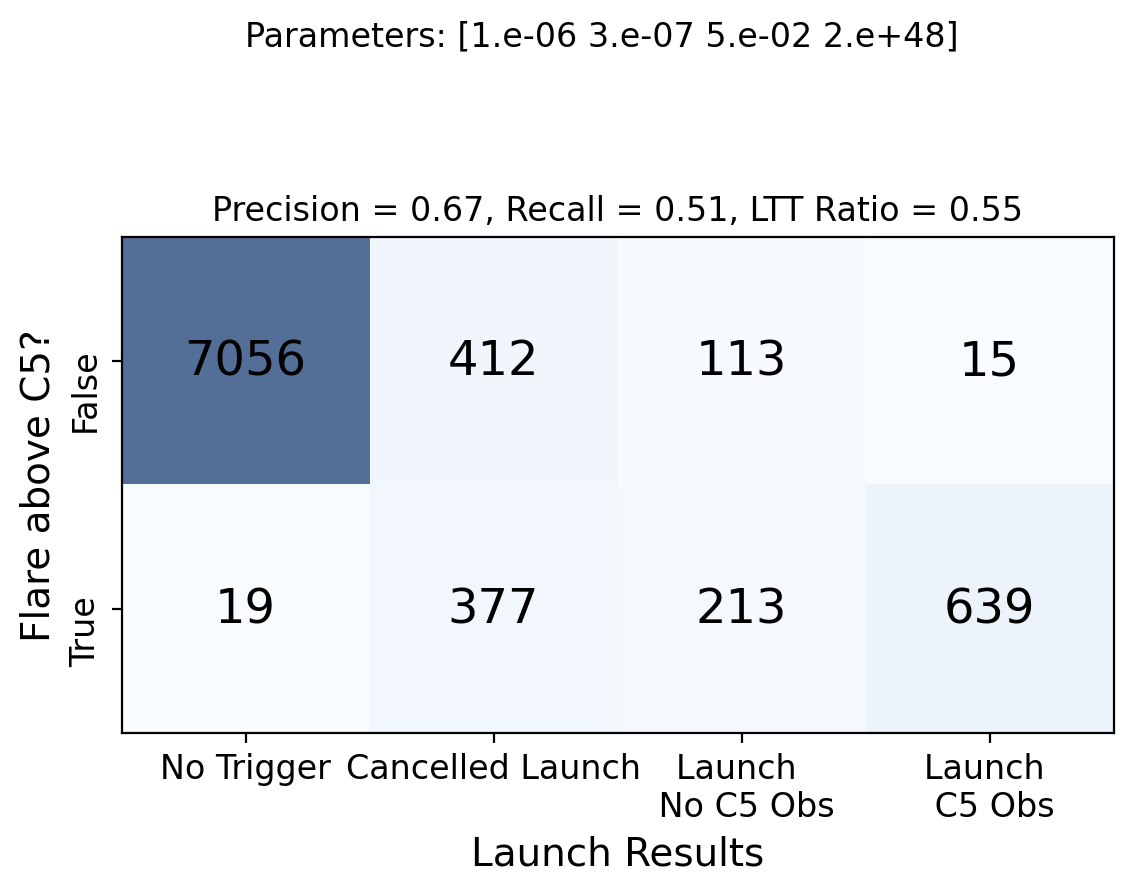 Parameters: [1.e-06 3.e-07 5.e-02 2.e+48]
Precision = 0.67, Recall = 0.51, LTT Ratio = 0.55
Flare above C5?
False
7056 412 113 15
True
19 377 213 639
No Trigger Cancelled Launch Launch Launch
No C5 Obs C5 Obs
Launch Results